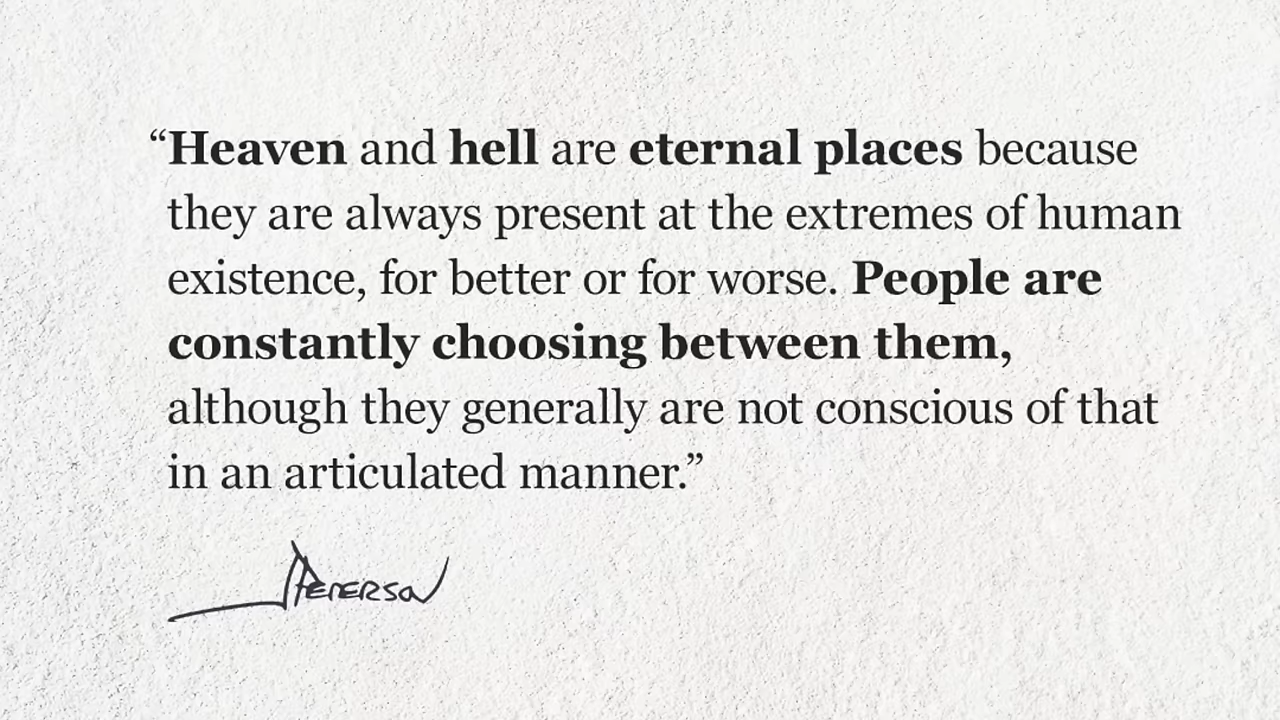 “Heaven and hell are eternal places because
they are always present at the extremes of human
existence, for better or for worse. People are
constantly choosing between them,
although they generally are not conscious of that
in an articulated manner.”
JPeterson